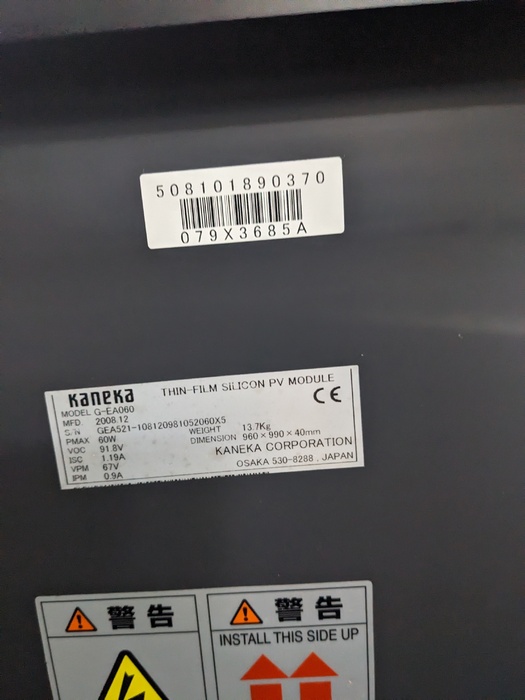 508101890370
079X3685A
Kaneka THIN-FILM SILICON PV MODULE
MODEL G-EA060
MFD. 2008.12
S.N GEA521-108120981052060X5
PMAX 60W WEIGHT 13.7Kg
VOC 91.8V DIMENSION 960×990×40mm
ISC 1.19A KANEKA CORPORATION
VPM 67V OSAKA 530-8288 . JAPAN
IPM 0.9A
CE
警告
警告
INSTALL THIS SIDE UP